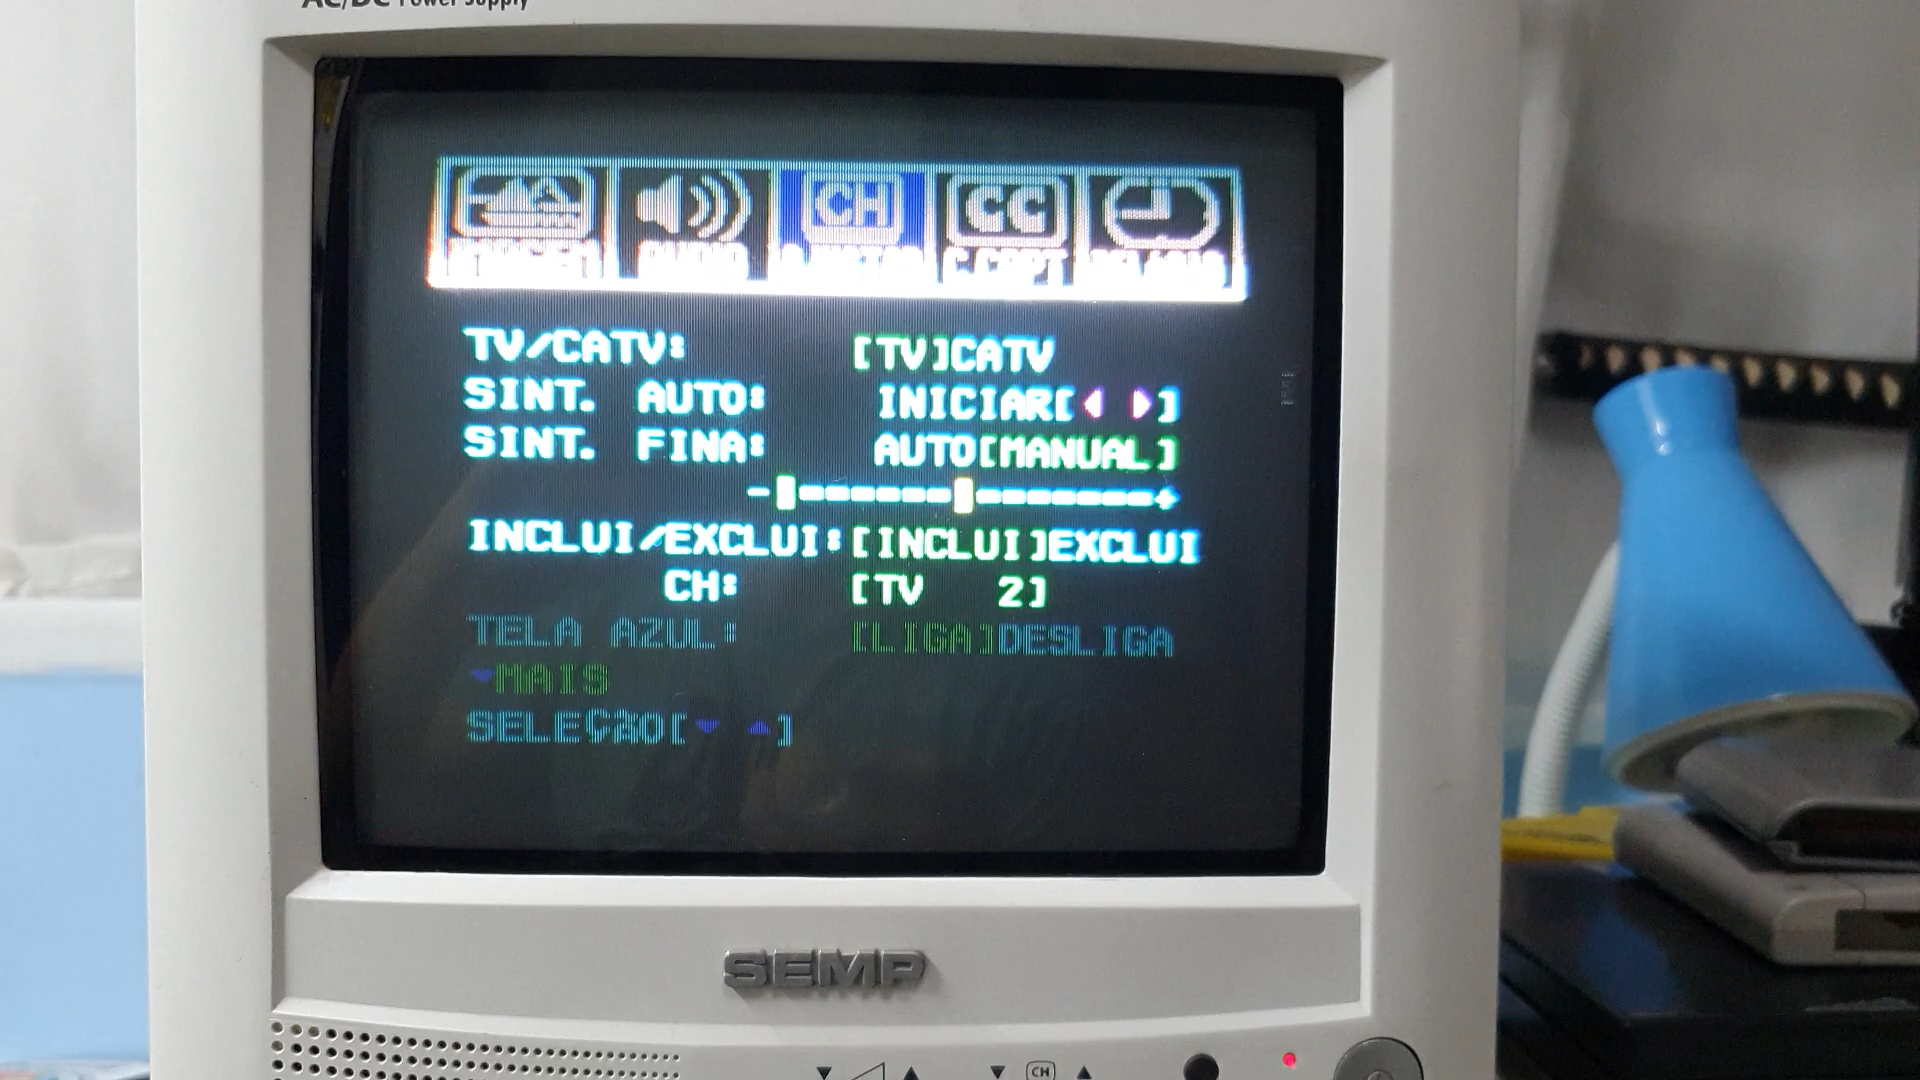 AC/DC Power Supply
CH CC
C.CAPT
TV/CATV: [TV]CATV
SINT. AUTO: INICIAR[◀ ▶]
SINT. FINA: AUTO[MANUAL]
- +
INCLUI/EXCLUI:[INCLUI]EXCLUI
CH: [TV 2]
TELA AZUL: [LIGA]DESLIGA
▼MAIS
SELEÇÃO[▼ ▲]
SEMP
▼ ▲ ▼ CH ▲